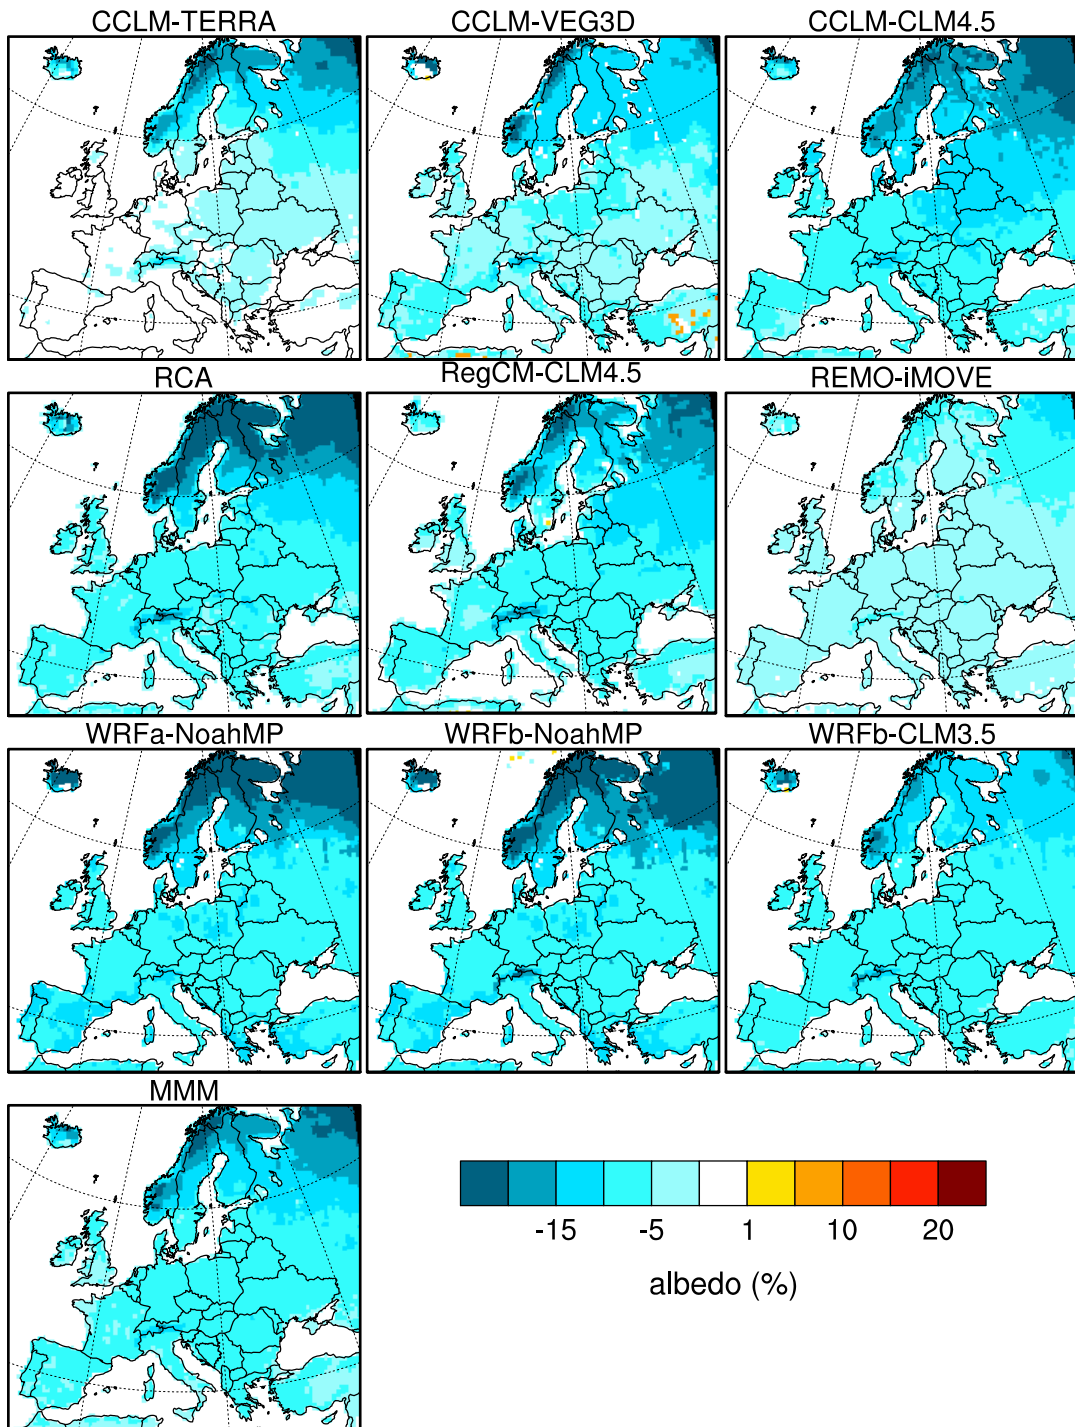 CCLM-TERRA CCLM-VEG3D CCLM-CLM4.5
RCA RegCM-CLM4.5 REMO-iMOVE
WRFa-NoahMP WRFb-NoahMP WRFb-CLM3.5
MMM
-15 -5 1 10 20
albedo (%)